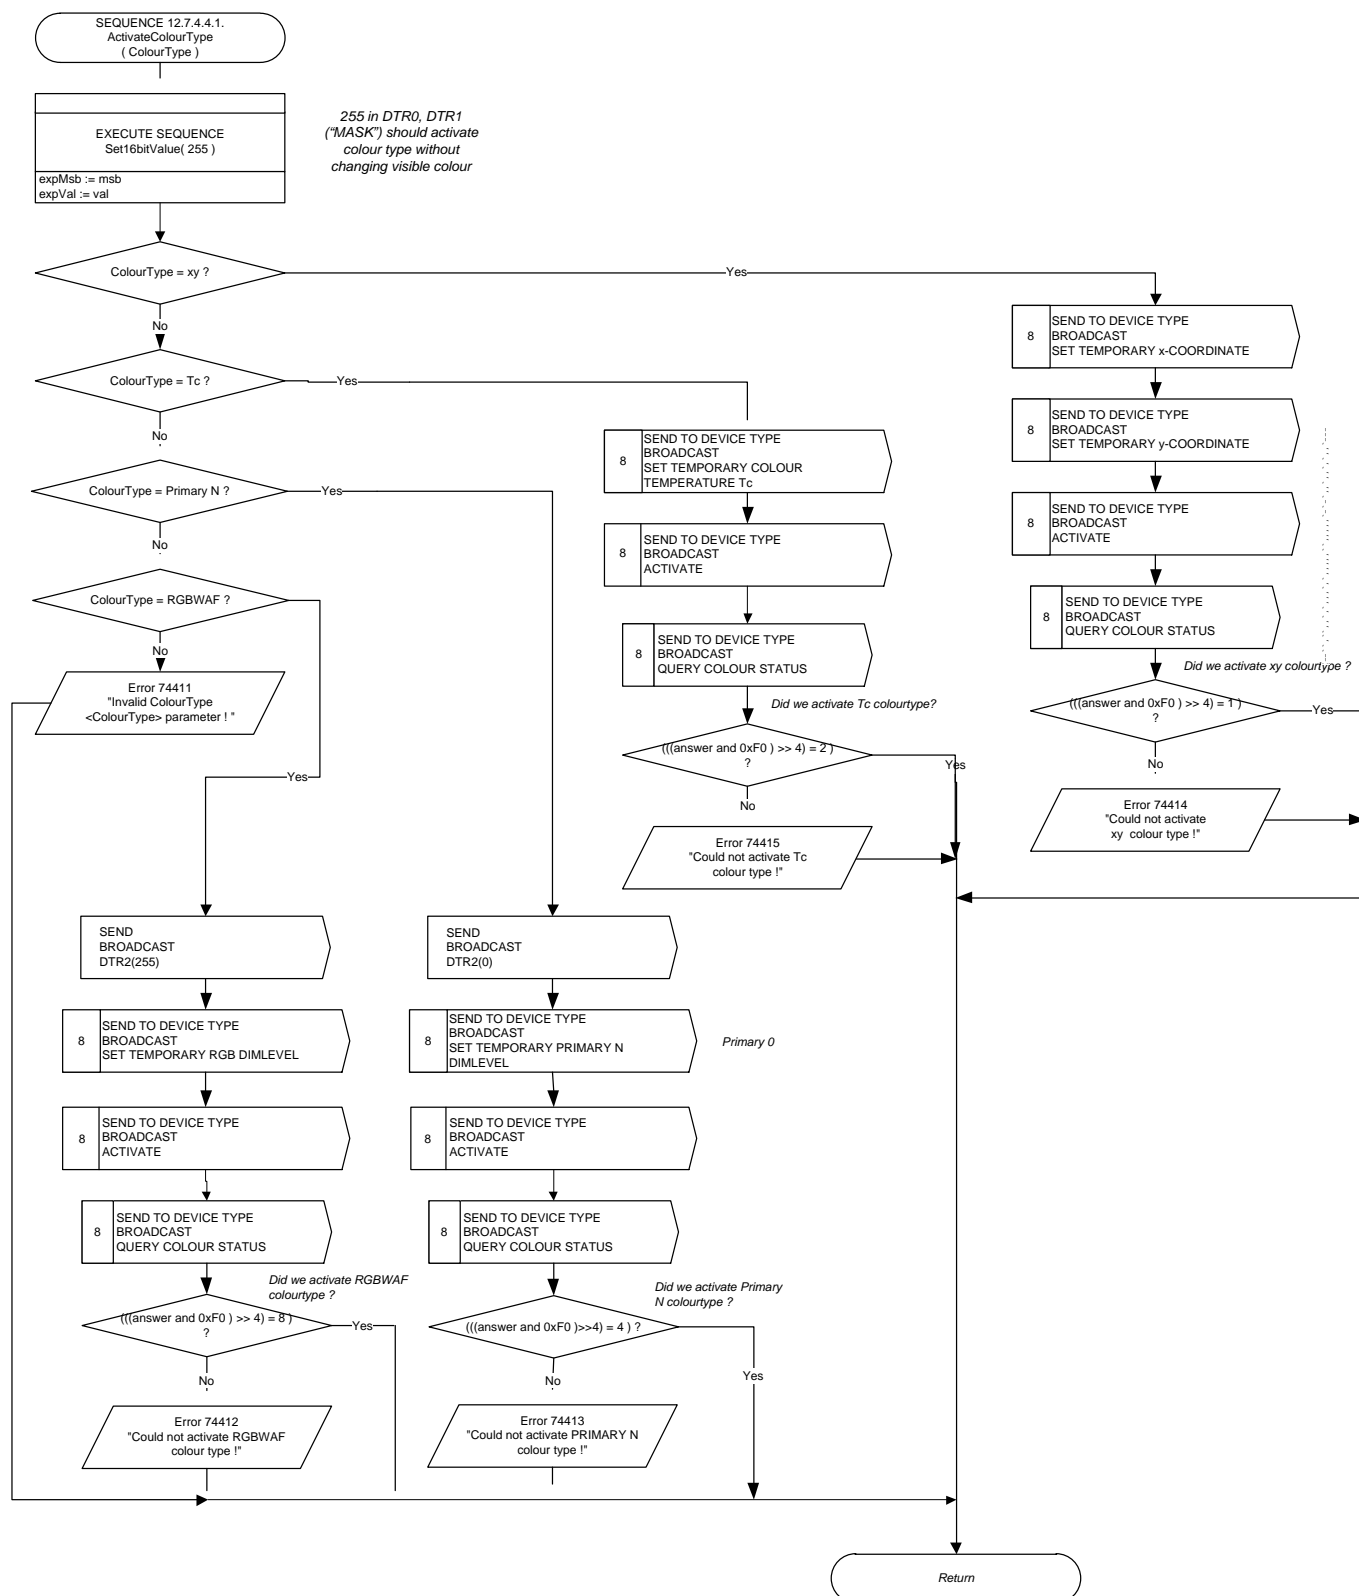 SEQUENCE 12.7.4.4.1.
ActivateColourType
( ColourType )
EXECUTE SEQUENCE
Set16bitValue( 255 )
expMsb := msb
expVal := val
255 in DTR0, DTR1
("MASK") should activate
colour type without
changing visible colour
ColourType = xy ?
Yes
No
ColourType = Tc ?
Yes
No
ColourType = Primary N ?
Yes
No
ColourType = RGBWAF ?
No
Error 74411
"Invalid ColourType
<ColourType> parameter ! "
Yes
8
SEND TO DEVICE TYPE
BROADCAST
SET TEMPORARY x-COORDINATE
8
SEND TO DEVICE TYPE
BROADCAST
SET TEMPORARY y-COORDINATE
8
SEND TO DEVICE TYPE
BROADCAST
ACTIVATE
8
SEND TO DEVICE TYPE
BROADCAST
QUERY COLOUR STATUS
Did we activate xy colourtype ?
(((answer and 0xF0 ) >> 4) = 1 )
?
Yes
No
Error 74414
"Could not activate
xy colour type !"
8
SEND TO DEVICE TYPE
BROADCAST
SET TEMPORARY COLOUR
TEMPERATURE Tc
8
SEND TO DEVICE TYPE
BROADCAST
ACTIVATE
8
SEND TO DEVICE TYPE
BROADCAST
QUERY COLOUR STATUS
Did we activate Tc colourtype?
(((answer and 0xF0 ) >> 4) = 2 )
?
Yes
No
Error 74415
"Could not activate Tc
colour type !"
SEND
BROADCAST
DTR2(255)
8
SEND TO DEVICE TYPE
BROADCAST
SET TEMPORARY RGB DIMLEVEL
8
SEND TO DEVICE TYPE
BROADCAST
ACTIVATE
8
SEND TO DEVICE TYPE
BROADCAST
QUERY COLOUR STATUS
Did we activate RGBWAF
colourtype ?
(((answer and 0xF0 ) >> 4) = 8 )
?
Yes
No
Error 74412
"Could not activate RGBWAF
colour type !"
SEND
BROADCAST
DTR2(0)
8
SEND TO DEVICE TYPE
BROADCAST
SET TEMPORARY PRIMARY N
DIMLEVEL
Primary 0
8
SEND TO DEVICE TYPE
BROADCAST
ACTIVATE
8
SEND TO DEVICE TYPE
BROADCAST
QUERY COLOUR STATUS
Did we activate Primary
N colourtype ?
(((answer and 0xF0 )>>4) = 4 ) ?
Yes
No
Error 74413
"Could not activate PRIMARY N
colour type !"
Return